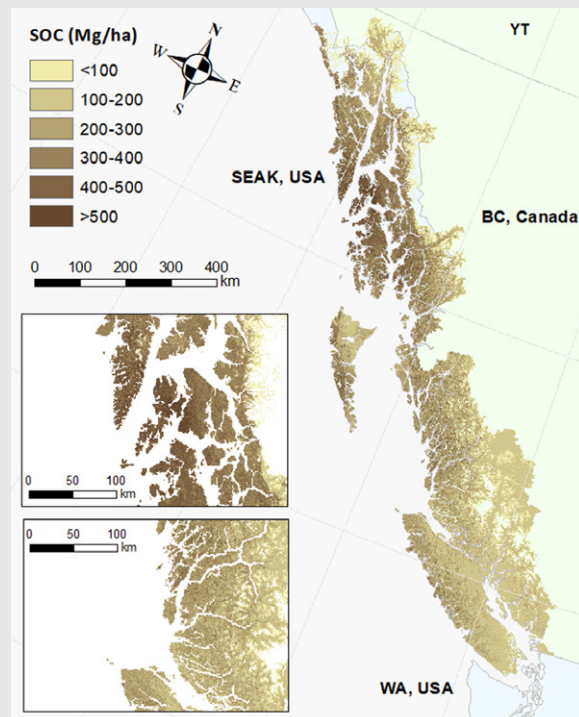 SOC (Mg/ha)
<100
100-200
200-300
300-400
400-500
>500
N
W
E
S
YT
SEAK, USA
BC, Canada
0 100 200 300 400
km
0 50 100
km
0 50 100
km
WA, USA